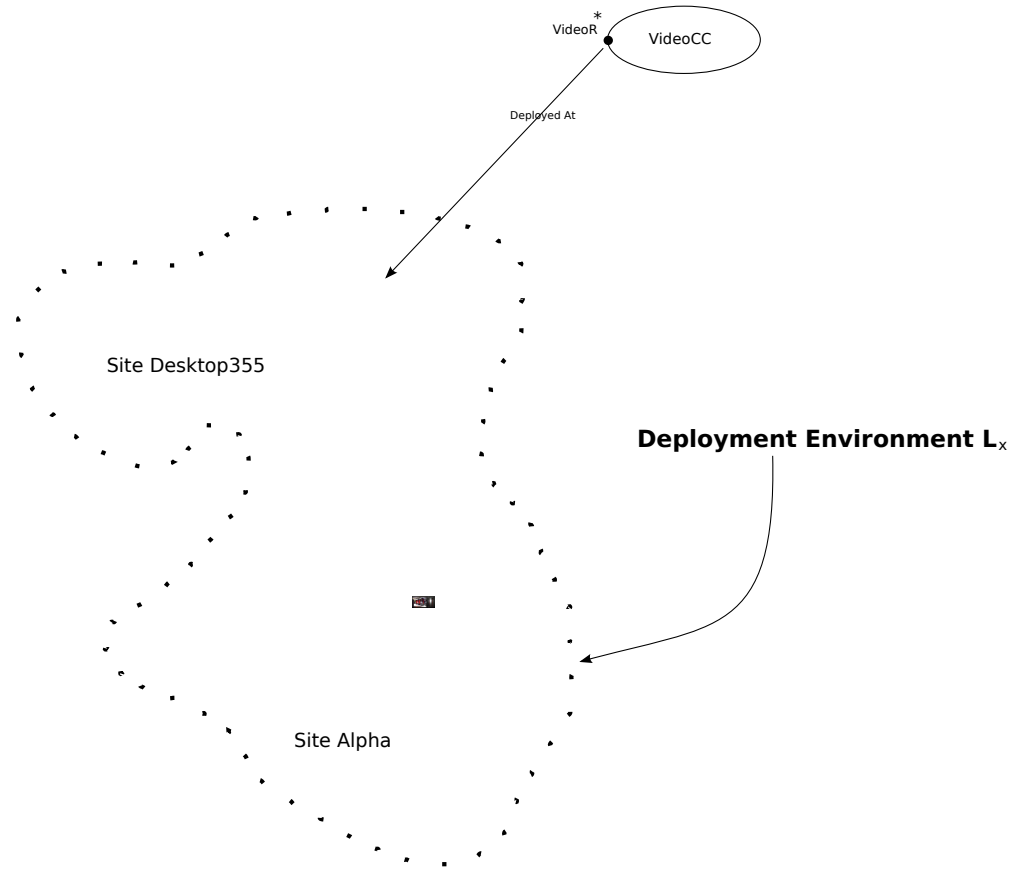 *
VideoR
VideoCC
Deployed At
Site Desktop355
Deployment Environment Lₓ
Site Alpha